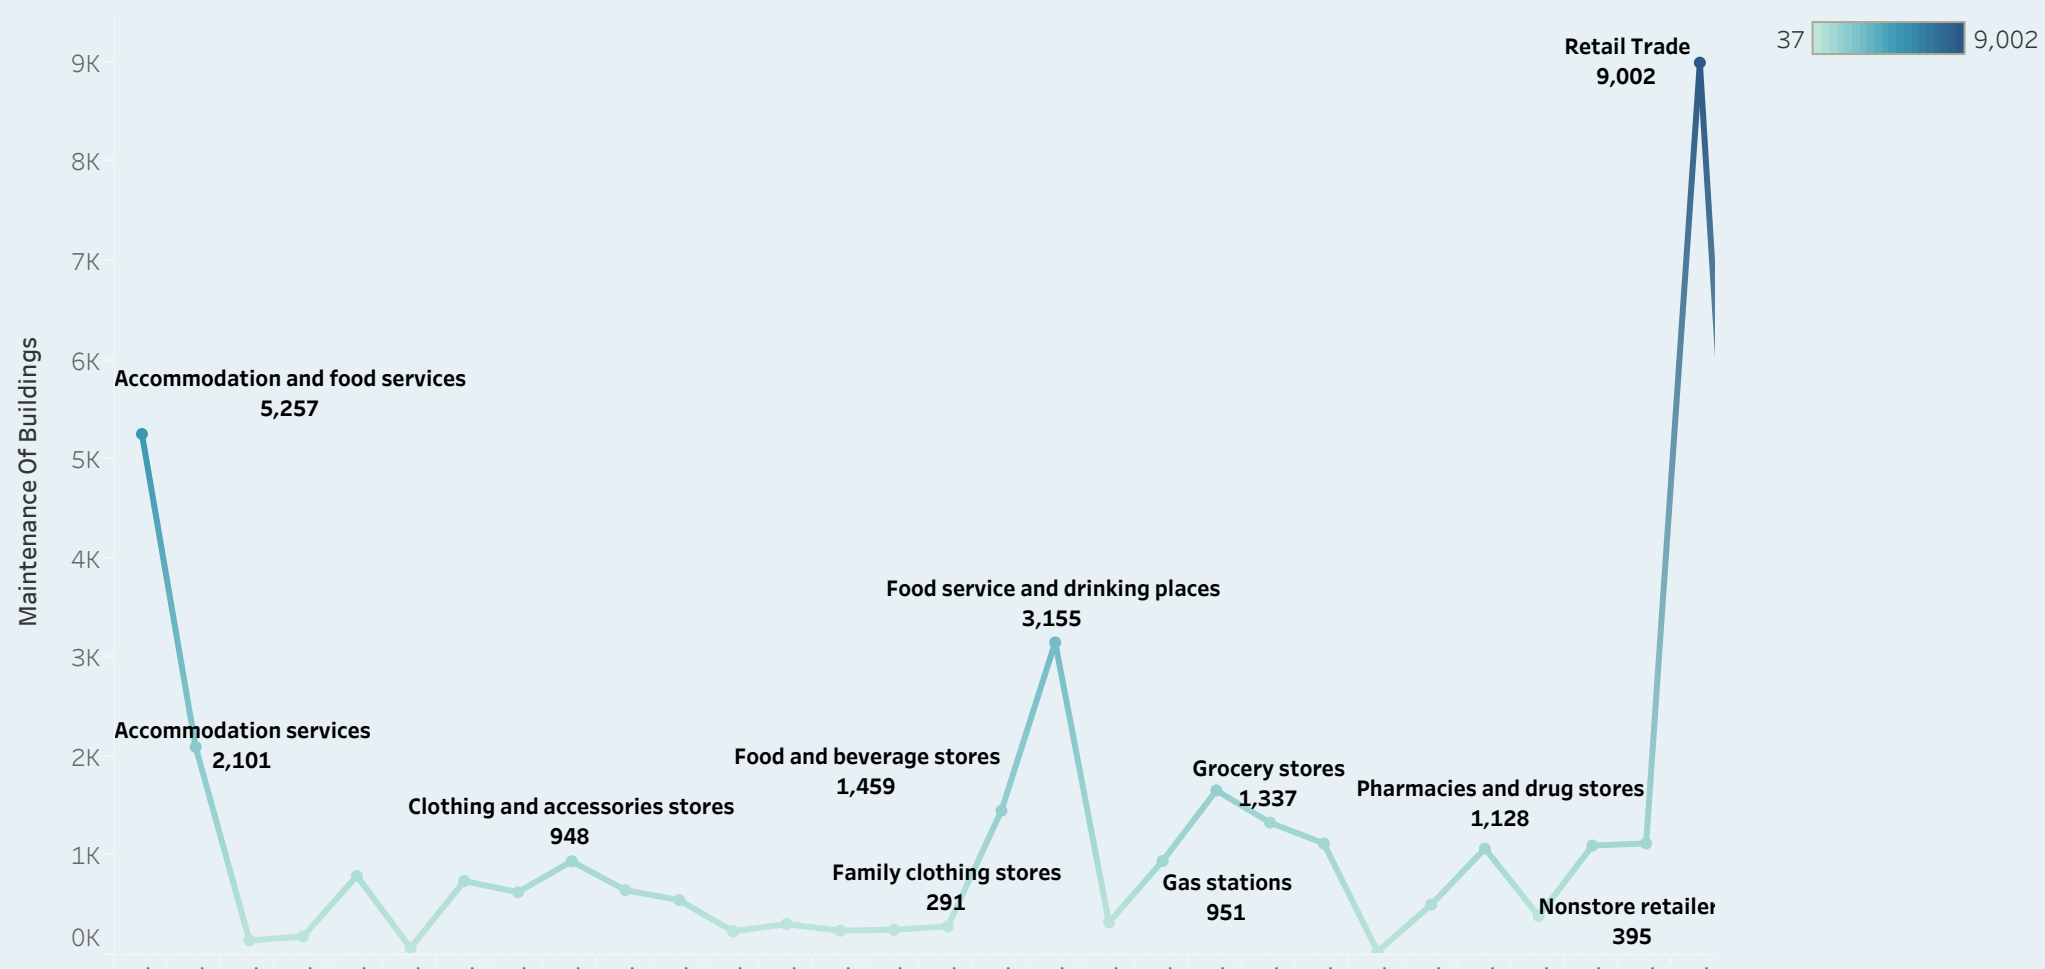 Retail Trade
9,002
37
9,002
9K
8K
7K
6K
5K
4K
3K
2K
1K
0K
Maintenance Of Buildings
Accommodation and food services
5,257
Food service and drinking places
3,155
Accommodation services
2,101
Food and beverage stores
1,459
Grocery stores
1,337
Pharmacies and drug stores
1,128
Clothing and accessories stores
948
Family clothing stores
291
Gas stations
951
Nonstore retailer
395